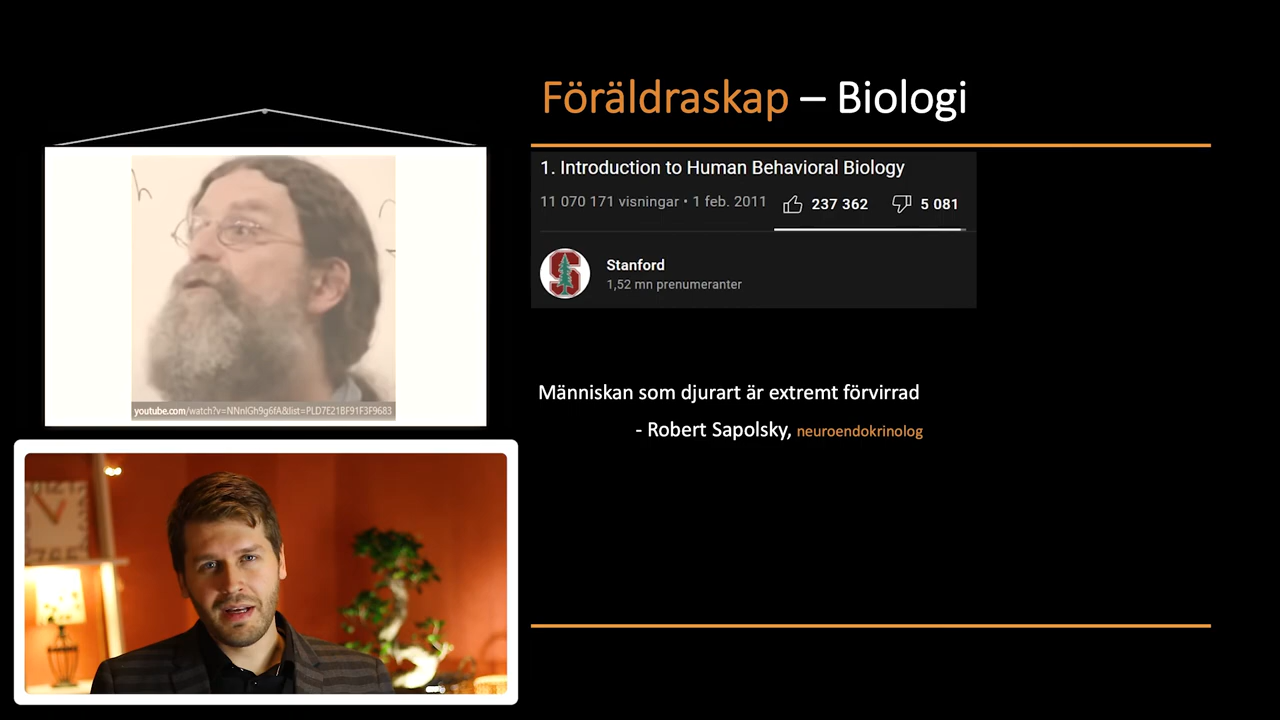 Föräldraskap – Biologi
1. Introduction to Human Behavioral Biology
11 070 171 visningar • 1 feb. 2011
237 362
5 081
Stanford
1,52 mn prenumeranter
h
youtube.com/watch?v=NNnIGh9g6fA&list=PLD7E21BF91F3F9683
Människan som djurart är extremt förvirrad
- Robert Sapolsky, neuroendokrinolog